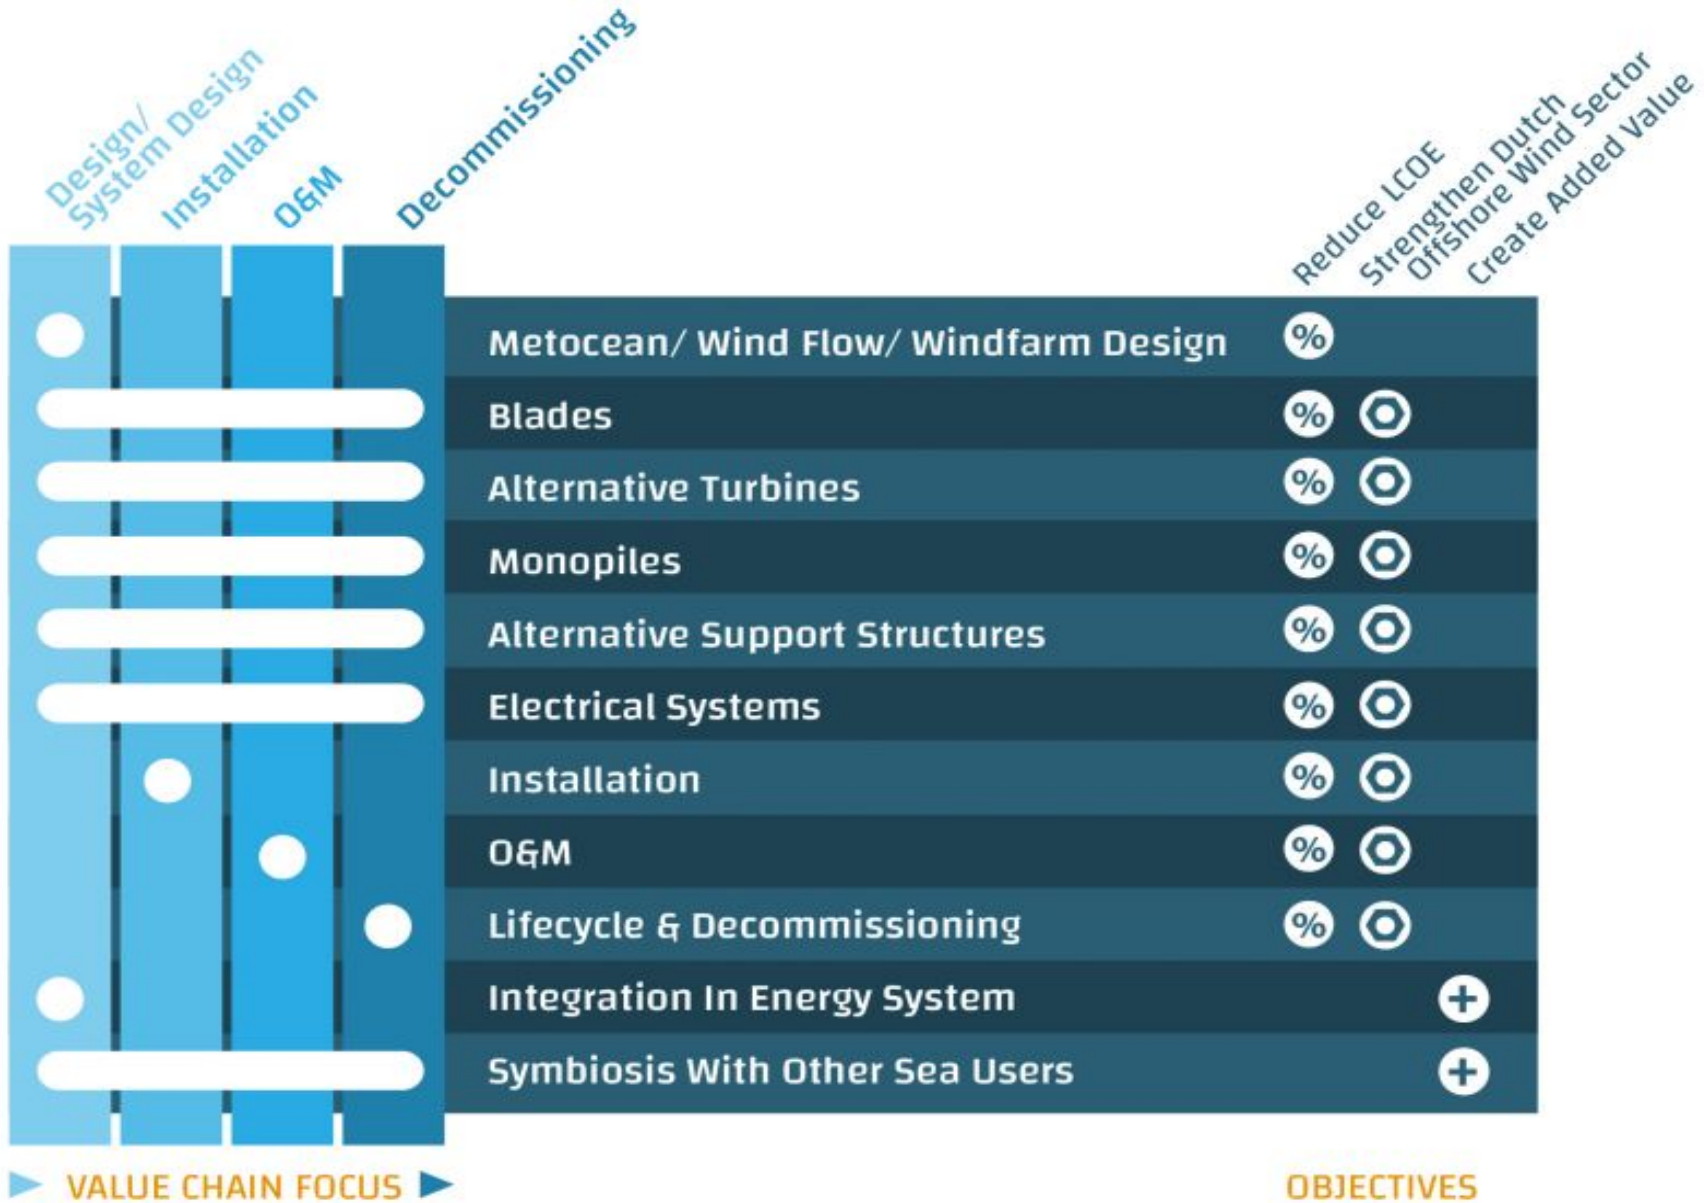 Design/
System Design
Installation
O&M
Decommissioning
Reduce LCOE
Strengthen Dutch
Offshore Wind Sector
Create Added Value
Metocean/ Wind Flow/ Windfarm Design %
Blades %
Alternative Turbines %
Monopiles %
Alternative Support Structures %
Electrical Systems %
Installation %
O&M %
Lifecycle & Decommissioning %
Integration In Energy System +
Symbiosis With Other Sea Users +
VALUE CHAIN FOCUS
OBJECTIVES